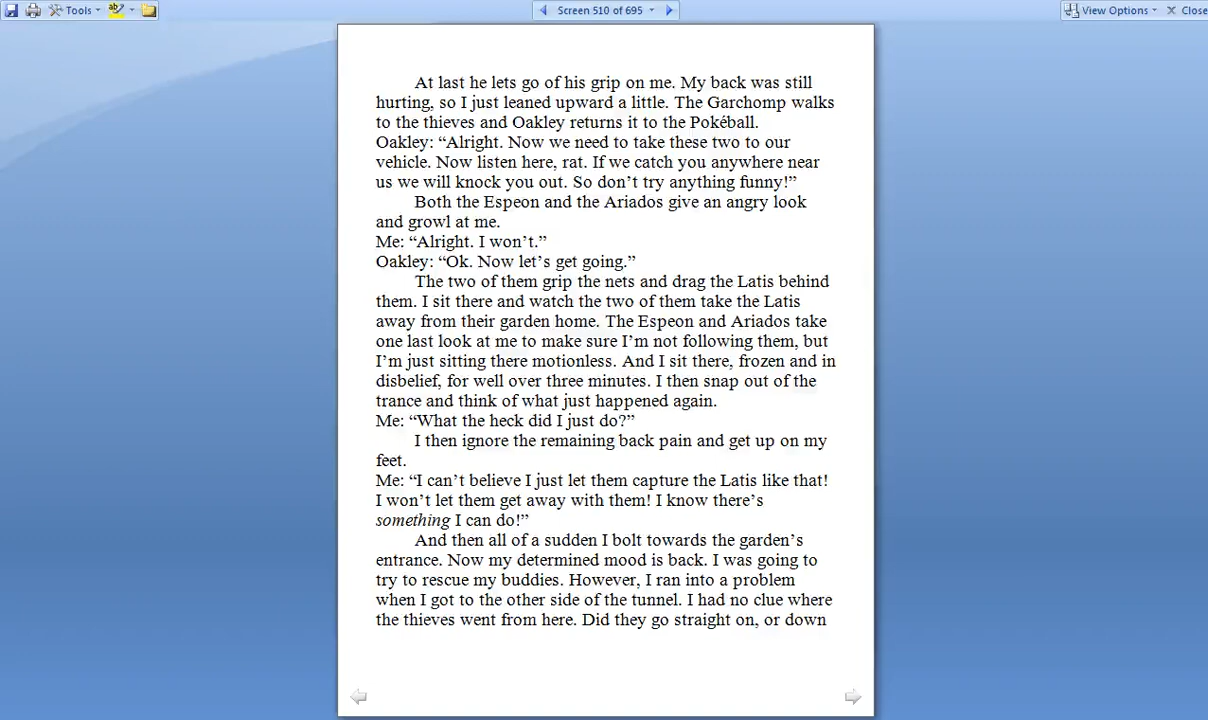 Tools
Screen 510 of 695
View Options
Close
At last he lets go of his grip on me. My back was still
hurting, so I just leaned upward a little. The Garchomp walks
to the thieves and Oakley returns it to the Pokéball.
Oakley: “Alright. Now we need to take these two to our
vehicle. Now listen here, rat. If we catch you anywhere near
us we will knock you out. So don’t try anything funny!”
Both the Espeon and the Ariados give an angry look
and growl at me.
Me: “Alright. I won’t.”
Oakley: “Ok. Now let’s get going.”
The two of them grip the nets and drag the Latis behind
them. I sit there and watch the two of them take the Latis
away from their garden home. The Espeon and Ariados take
one last look at me to make sure I’m not following them, but
I’m just sitting there motionless. And I sit there, frozen and in
disbelief, for well over three minutes. I then snap out of the
trance and think of what just happened again.
Me: “What the heck did I just do?”
I then ignore the remaining back pain and get up on my
feet.
Me: “I can’t believe I just let them capture the Latis like that!
I won’t let them get away with them! I know there’s
something I can do!”
And then all of a sudden I bolt towards the garden’s
entrance. Now my determined mood is back. I was going to
try to rescue my buddies. However, I ran into a problem
when I got to the other side of the tunnel. I had no clue where
the thieves went from here. Did they go straight on, or down